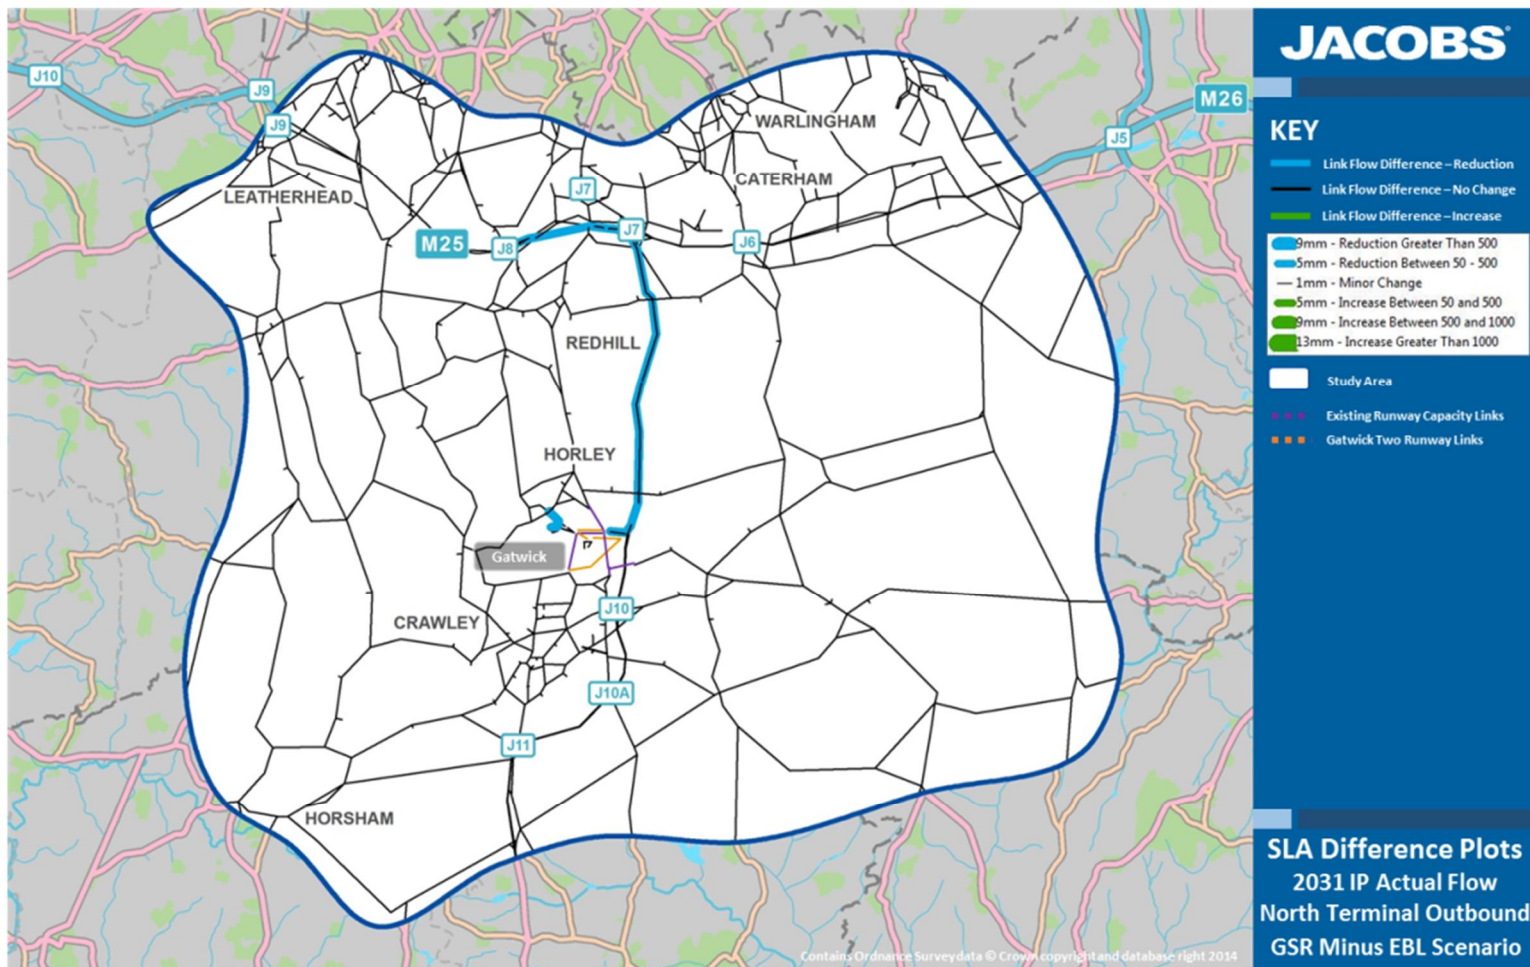 J10
J9
J9
LEATHERHEAD
M25
J8
J7
J7
J6
WARLINGHAM
CATERHAM
J5
M26
REDHILL
HORLEY
Gatwick
CRAWLEY
J10
J10A
J11
HORSHAM
Contains Ordnance Survey data © Crown copyright and database right 2014
JACOBS
KEY
Link Flow Difference – Reduction
Link Flow Difference – No Change
Link Flow Difference – Increase
9mm - Reduction Greater Than 500
5mm - Reduction Between 50 - 500
1mm - Minor Change
5mm - Increase Between 50 and 500
9mm - Increase Between 500 and 1000
13mm - Increase Greater Than 1000
Study Area
Existing Runway Capacity Links
Gatwick Two Runway Links
SLA Difference Plots
2031 IP Actual Flow
North Terminal Outbound
GSR Minus EBL Scenario